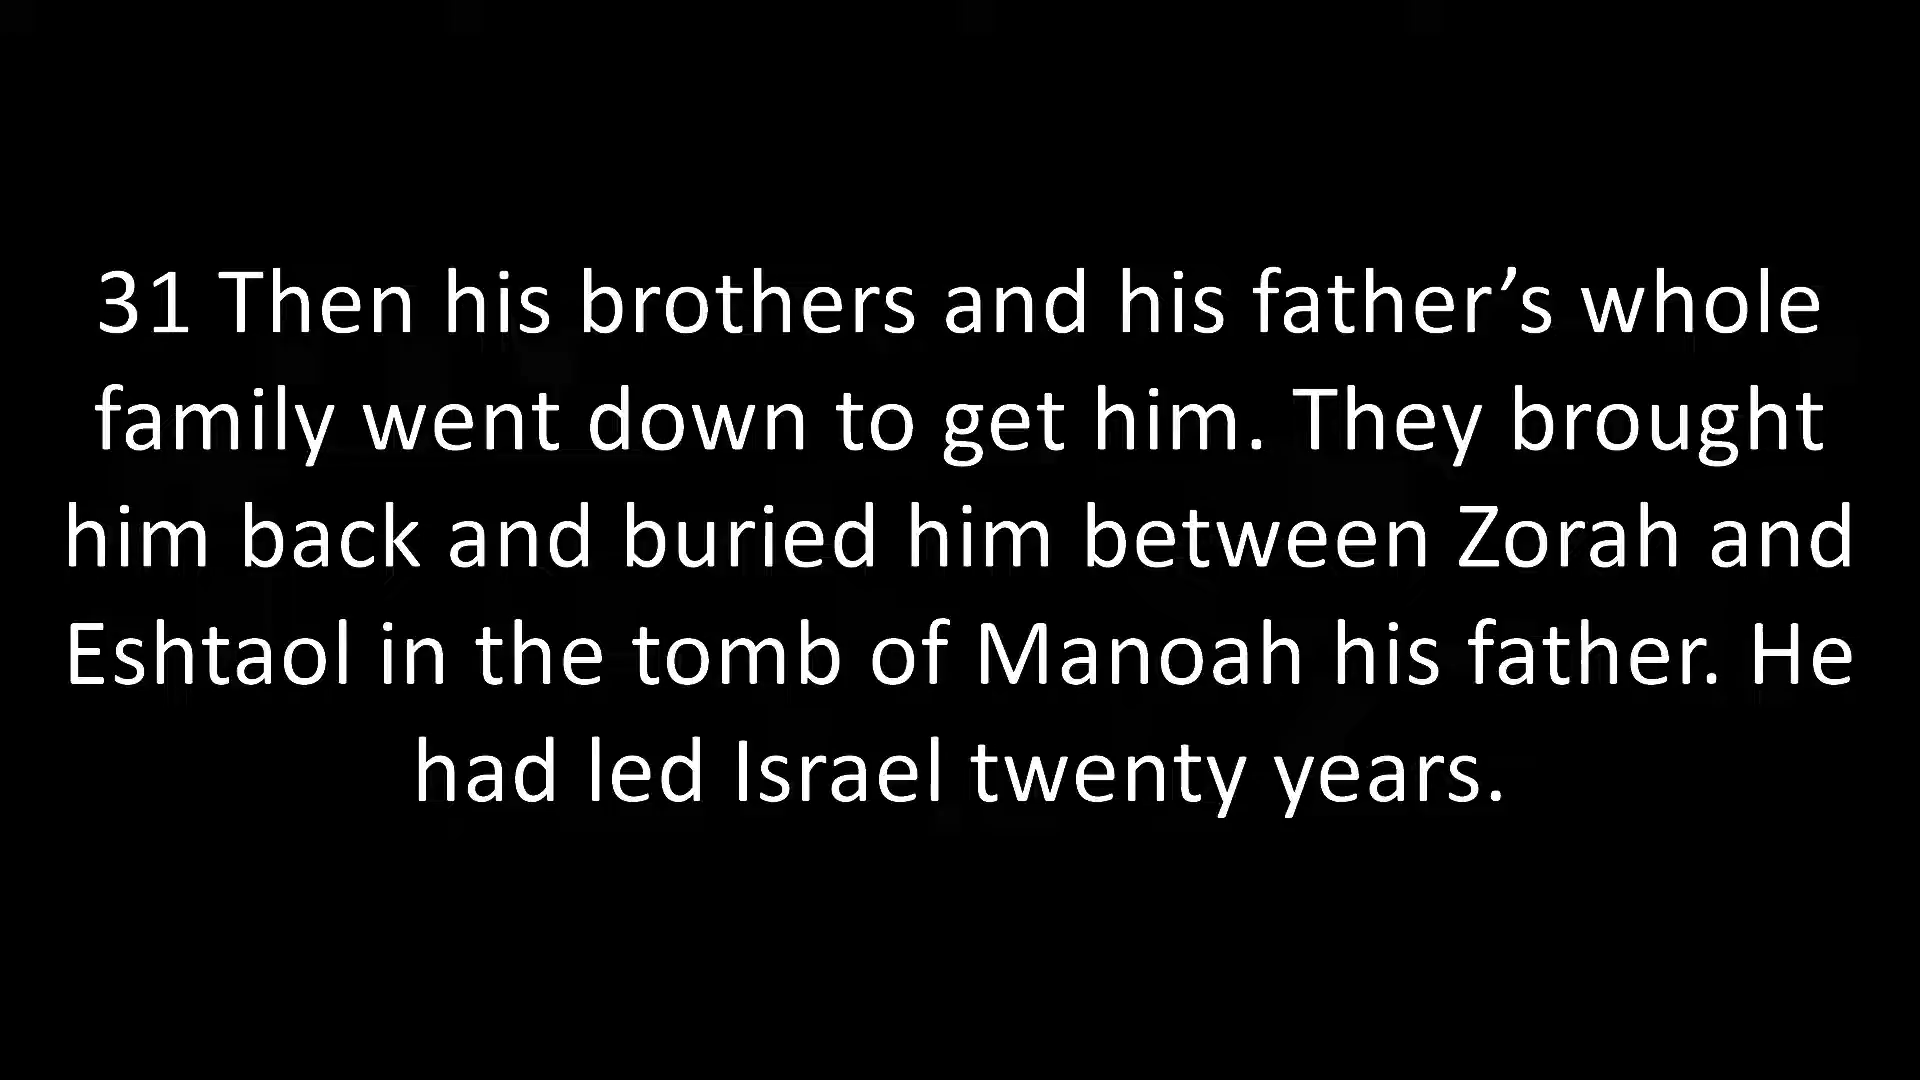 31 Then his brothers and his father’s whole
family went down to get him. They brought
him back and buried him between Zorah and
Eshtaol in the tomb of Manoah his father. He
had led Israel twenty years.